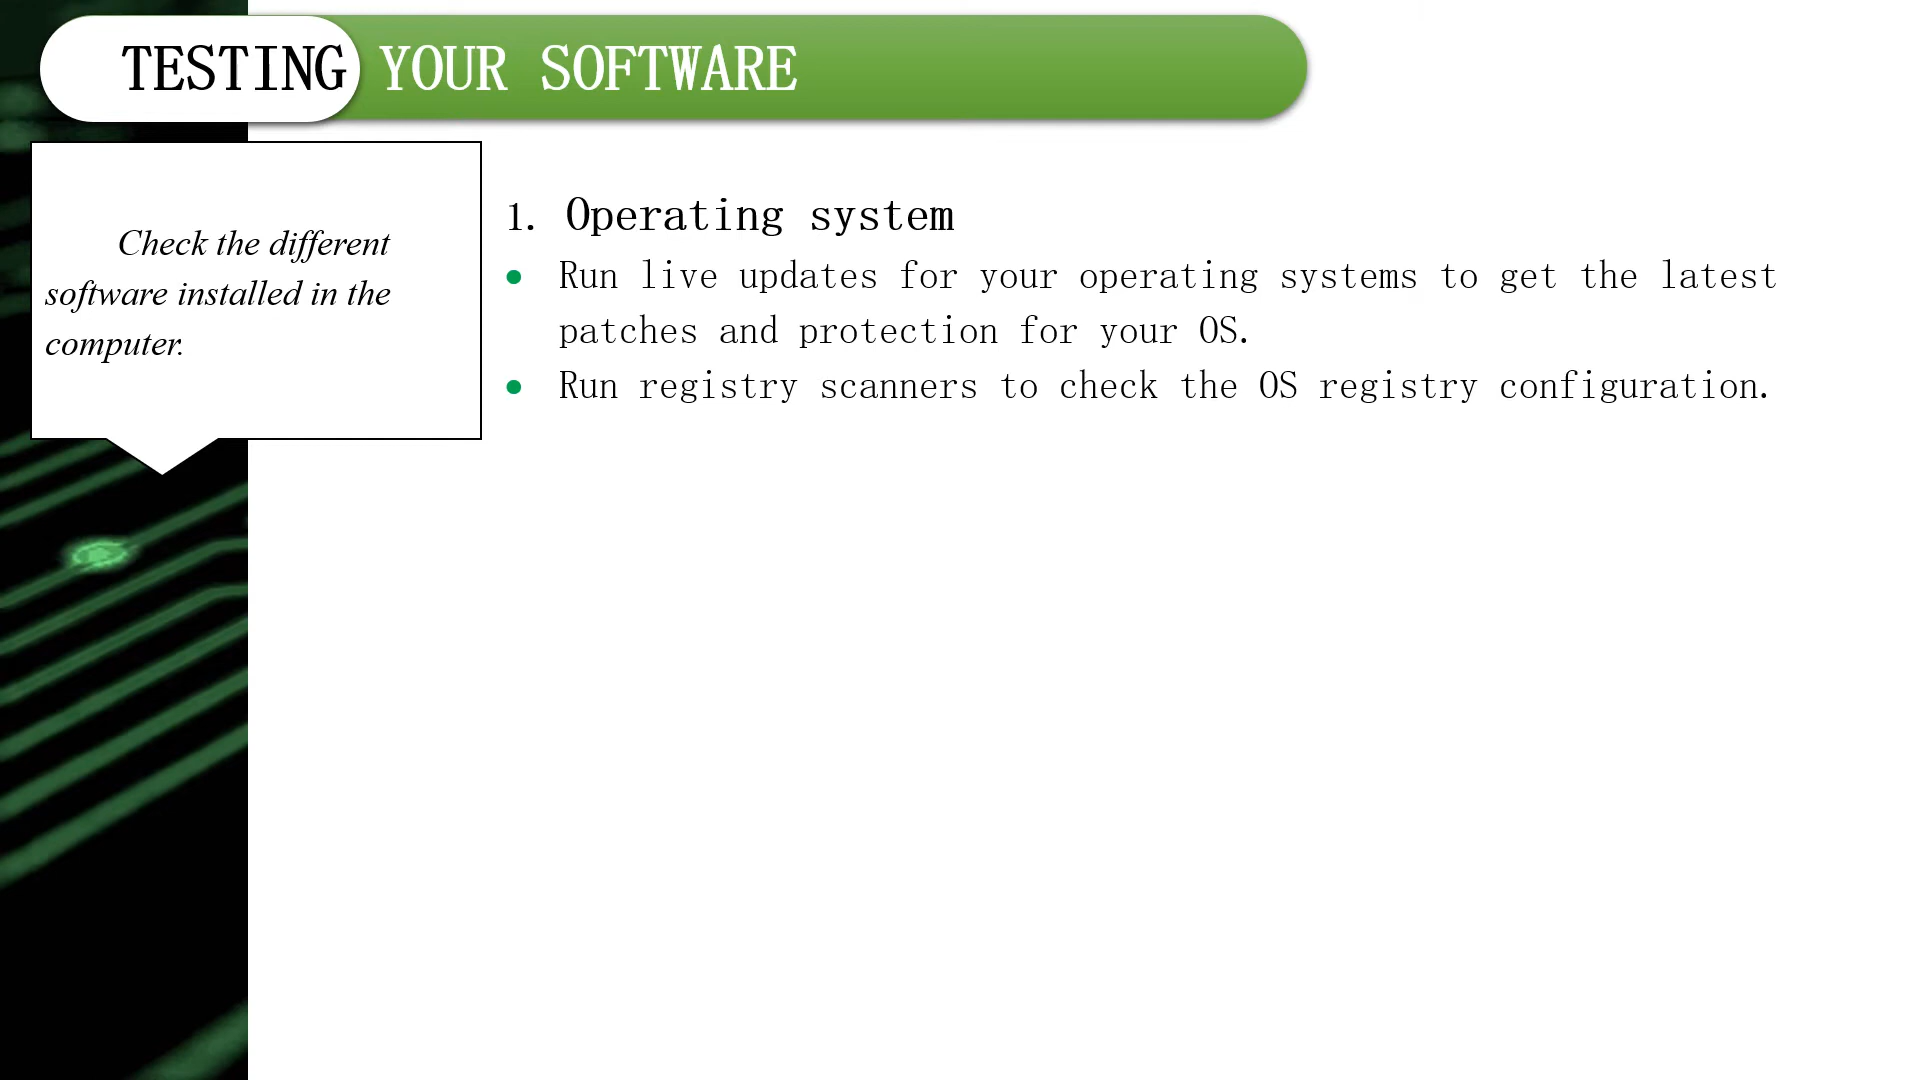 TESTING YOUR SOFTWARE
Check the different
software installed in the
computer.
1. Operating system
● Run live updates for your operating systems to get the latest
patches and protection for your OS.
● Run registry scanners to check the OS registry configuration.